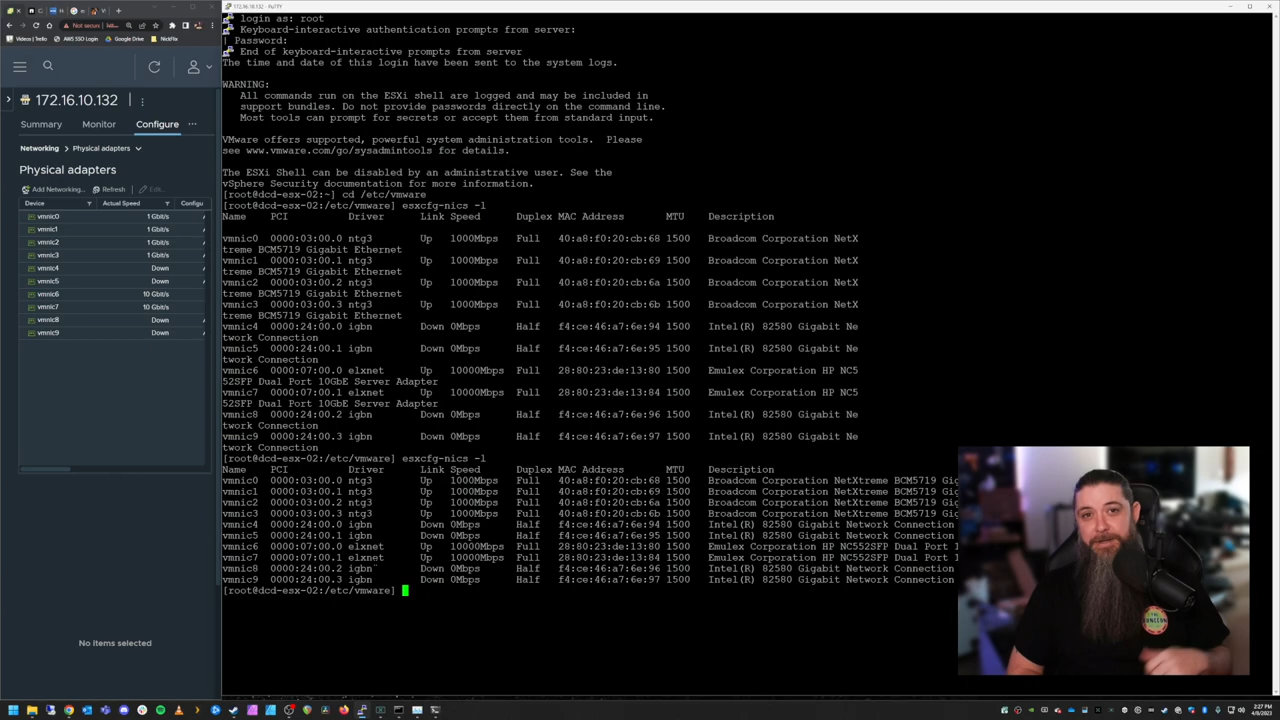 172.16.10.132 - PuTTY
Not secure
Videos | Trello
AWS SSO Login
Google Drive
NickFlix
172.16.10.132
Summary
Monitor
Configure
Networking > Physical adapters
Physical adapters
Add Networking...
Refresh
Edit...
Device Actual Speed Configu
vmnic0 1 Gbit/s
vmnic1 1 Gbit/s
vmnic2 1 Gbit/s
vmnic3 1 Gbit/s
vmnic4 Down
vmnic5 Down
vmnic6 10 Gbit/s
vmnic7 10 Gbit/s
vmnic8 Down
vmnic9 Down
No items selected
login as: root
Keyboard-interactive authentication prompts from server:
| Password:
End of keyboard-interactive prompts from server
The time and date of this login have been sent to the system logs.
WARNING:
All commands run on the ESXi shell are logged and may be included in
support bundles. Do not provide passwords directly on the command line.
Most tools can prompt for secrets or accept them from standard input.
VMware offers supported, powerful system administration tools. Please
see www.vmware.com/go/sysadmintools for details.
The ESXi Shell can be disabled by an administrative user. See the
vSphere Security documentation for more information.
[root@dcd-esx-02:~] cd /etc/vmware
[root@dcd-esx-02:/etc/vmware] esxcfg-nics -l
Name PCI Driver Link Speed Duplex MAC Address MTU Description
vmnic0 0000:03:00.0 ntg3 Up 1000Mbps Full 40:a8:f0:20:cb:68 1500 Broadcom Corporation NetX
treme BCM5719 Gigabit Ethernet
vmnic1 0000:03:00.1 ntg3 Up 1000Mbps Full 40:a8:f0:20:cb:69 1500 Broadcom Corporation NetX
treme BCM5719 Gigabit Ethernet
vmnic2 0000:03:00.2 ntg3 Up 1000Mbps Full 40:a8:f0:20:cb:6a 1500 Broadcom Corporation NetX
treme BCM5719 Gigabit Ethernet
vmnic3 0000:03:00.3 ntg3 Up 1000Mbps Full 40:a8:f0:20:cb:6b 1500 Broadcom Corporation NetX
treme BCM5719 Gigabit Ethernet
vmnic4 0000:24:00.0 igbn Down 0Mbps Half f4:ce:46:a7:6e:94 1500 Intel(R) 82580 Gigabit Ne
twork Connection
vmnic5 0000:24:00.1 igbn Down 0Mbps Half f4:ce:46:a7:6e:95 1500 Intel(R) 82580 Gigabit Ne
twork Connection
vmnic6 0000:07:00.0 elxnet Up 10000Mbps Full 28:80:23:de:13:80 1500 Emulex Corporation HP NC5
52SFP Dual Port 10GbE Server Adapter
vmnic7 0000:07:00.1 elxnet Up 10000Mbps Full 28:80:23:de:13:84 1500 Emulex Corporation HP NC5
52SFP Dual Port 10GbE Server Adapter
vmnic8 0000:24:00.2 igbn Down 0Mbps Half f4:ce:46:a7:6e:96 1500 Intel(R) 82580 Gigabit Ne
twork Connection
vmnic9 0000:24:00.3 igbn Down 0Mbps Half f4:ce:46:a7:6e:97 1500 Intel(R) 82580 Gigabit Ne
twork Connection
[root@dcd-esx-02:/etc/vmware] esxcfg-nics -l
Name PCI Driver Link Speed Duplex MAC Address MTU Description
vmnic0 0000:03:00.0 ntg3 Up 1000Mbps Full 40:a8:f0:20:cb:68 1500 Broadcom Corporation NetXtreme BCM5719 Gig
vmnic1 0000:03:00.1 ntg3 Up 1000Mbps Full 40:a8:f0:20:cb:69 1500 Broadcom Corporation NetXtreme BCM5719 Gig
vmnic2 0000:03:00.2 ntg3 Up 1000Mbps Full 40:a8:f0:20:cb:6a 1500 Broadcom Corporation NetXtreme BCM5719 Gig
vmnic3 0000:03:00.3 ntg3 Up 1000Mbps Full 40:a8:f0:20:cb:6b 1500 Broadcom Corporation NetXtreme BCM5719 Gig
vmnic4 0000:24:00.0 igbn Down 0Mbps Half f4:ce:46:a7:6e:94 1500 Intel(R) 82580 Gigabit Network Connection
vmnic5 0000:24:00.1 igbn Down 0Mbps Half f4:ce:46:a7:6e:95 1500 Intel(R) 82580 Gigabit Network Connection
vmnic6 0000:07:00.0 elxnet Up 10000Mbps Full 28:80:23:de:13:80 1500 Emulex Corporation HP NC552SFP Dual Port 1
vmnic7 0000:07:00.1 elxnet Up 10000Mbps Full 28:80:23:de:13:84 1500 Emulex Corporation HP NC552SFP Dual Port 1
vmnic8 0000:24:00.2 igbn Down 0Mbps Half f4:ce:46:a7:6e:96 1500 Intel(R) 82580 Gigabit Network Connection
vmnic9 0000:24:00.3 igbn Down 0Mbps Half f4:ce:46:a7:6e:97 1500 Intel(R) 82580 Gigabit Network Connection
[root@dcd-esx-02:/etc/vmware]
2:27 PM
4/8/2023